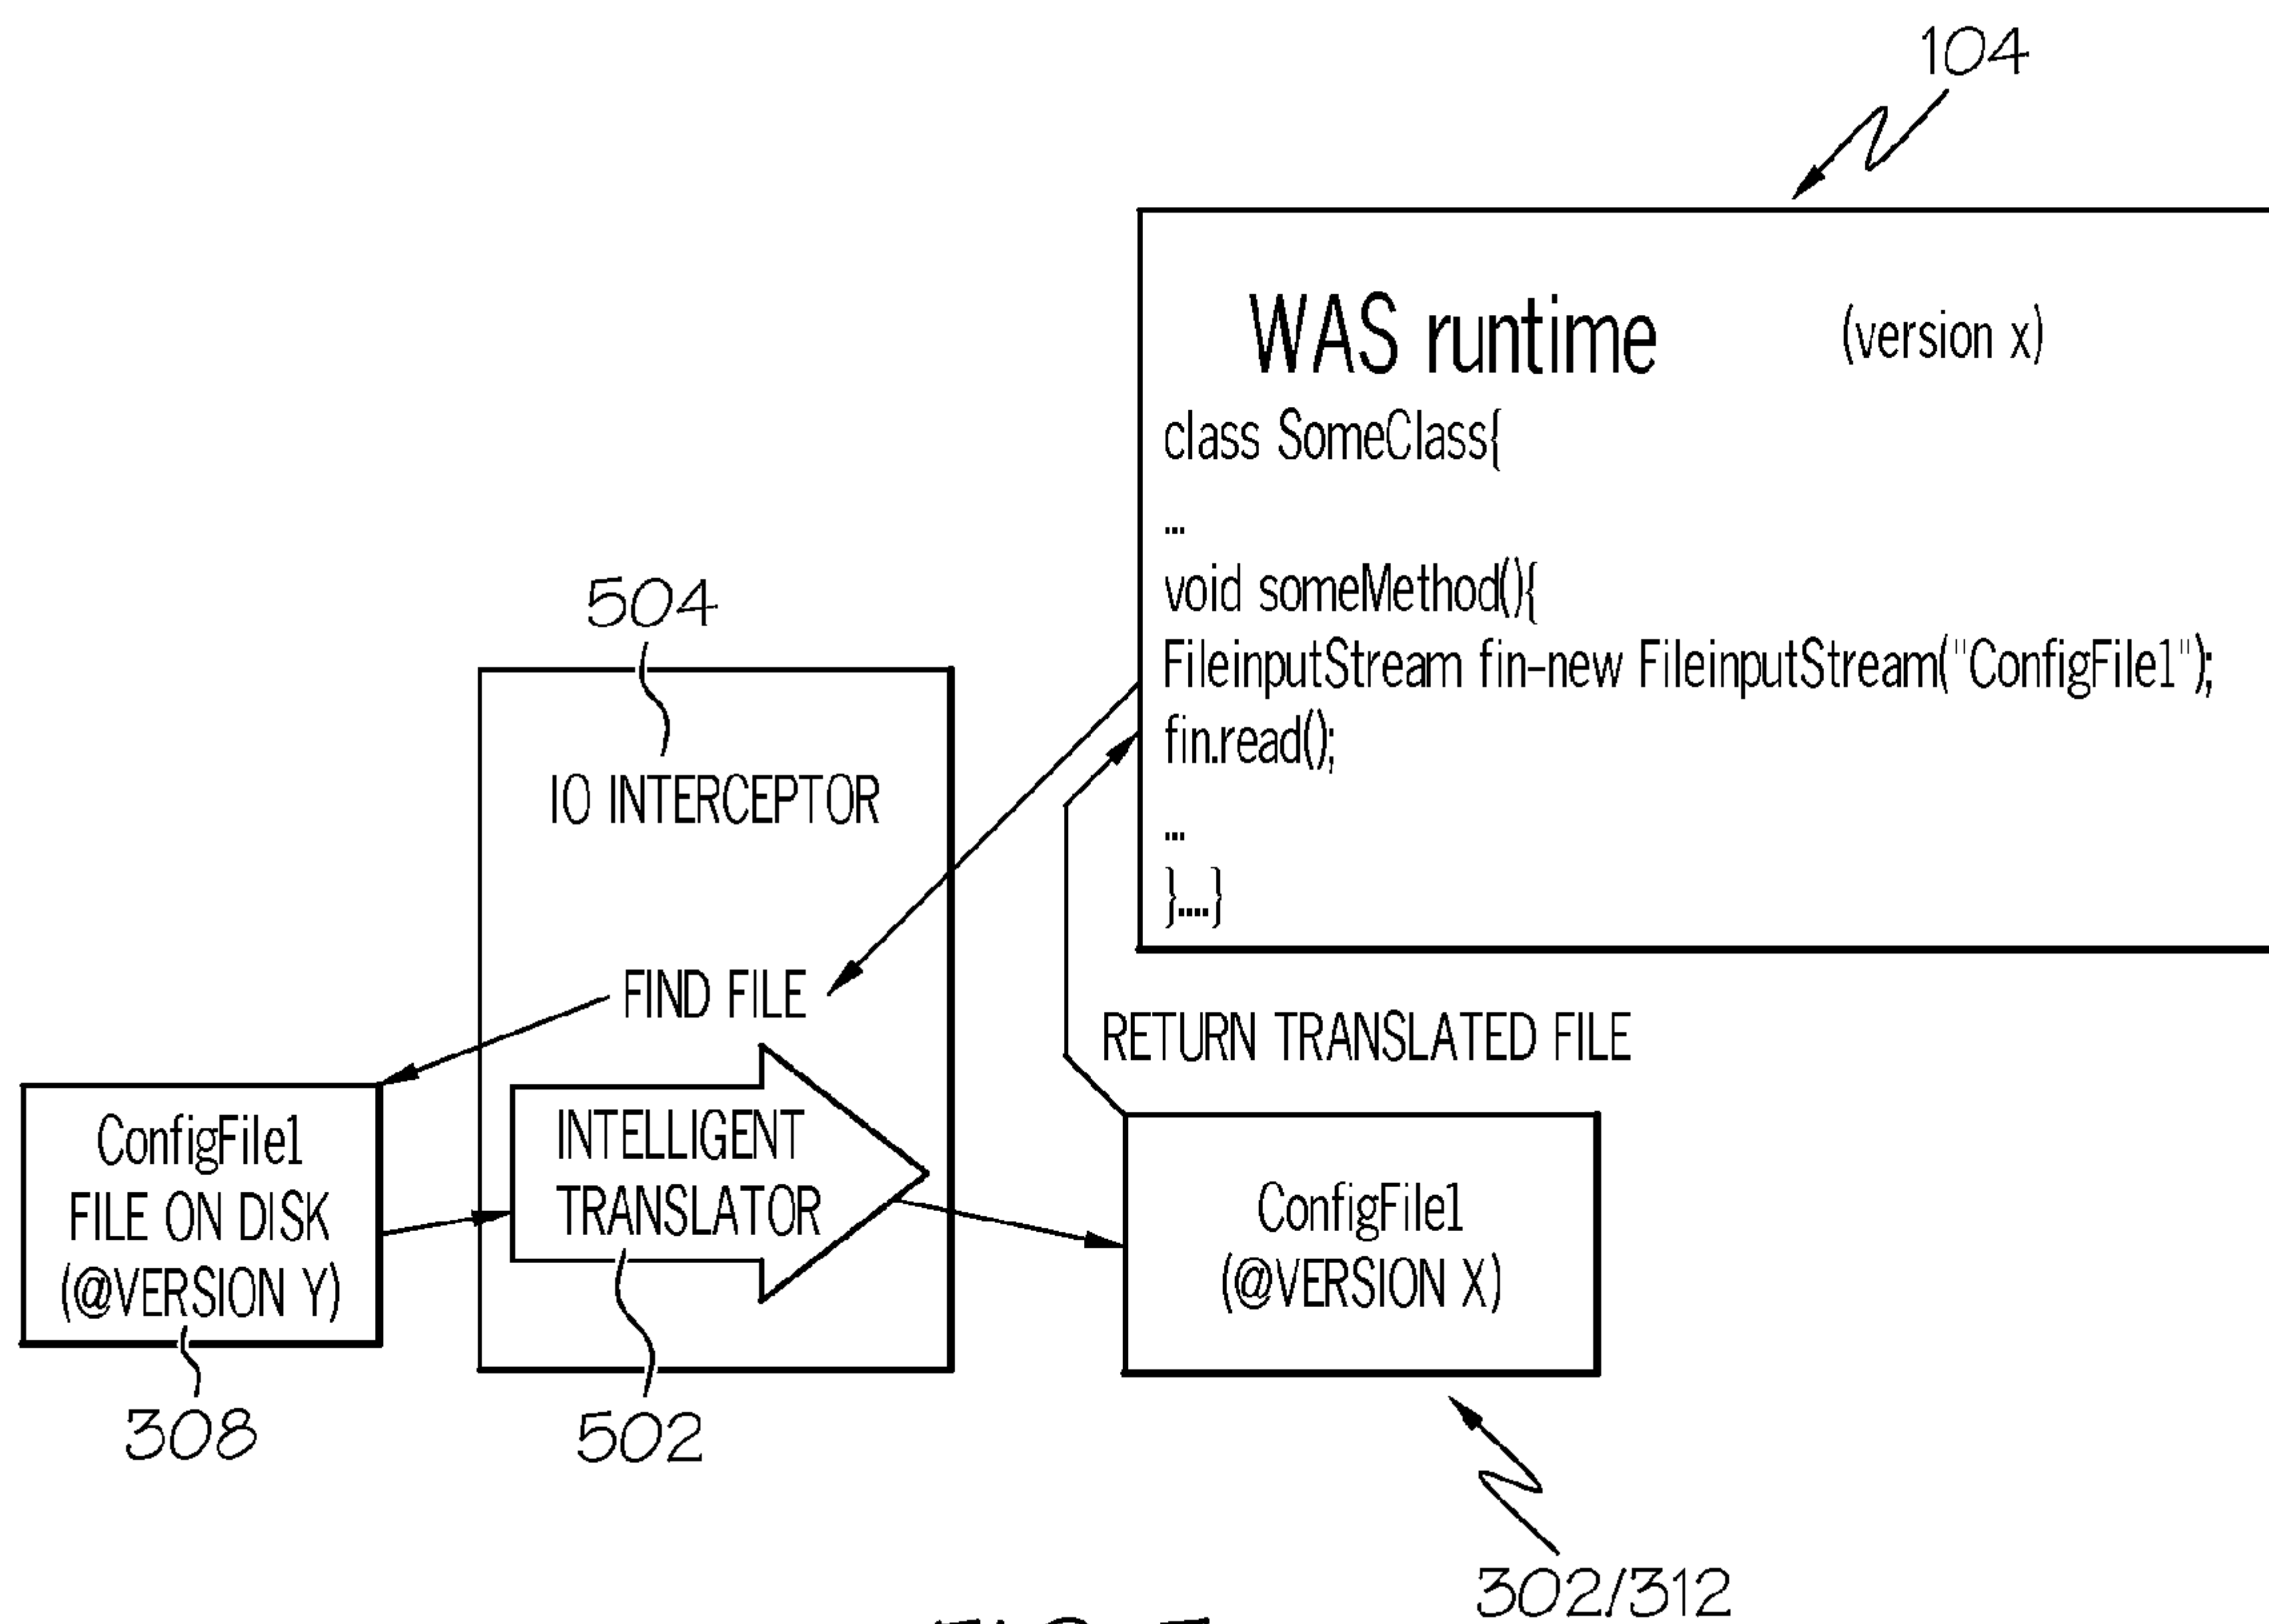 104
WAS runtime (version x)
class SomeClass{
...
void someMethod(){
FileinputStream fin-new FileinputStream("ConfigFile1");
fin.read();
...
}....}
504
IO INTERCEPTOR
FIND FILE
RETURN TRANSLATED FILE
ConfigFile1
FILE ON DISK
(@VERSION Y)
INTELLIGENT
TRANSLATOR
ConfigFile1
(@VERSION X)
308
502
302/312